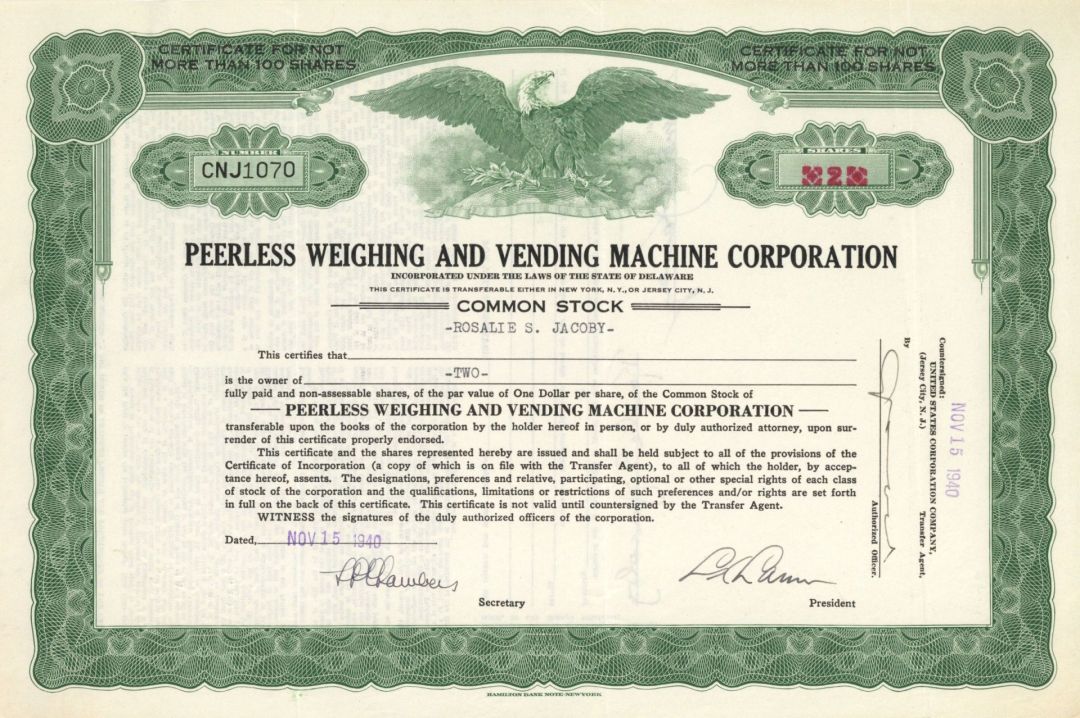 CERTIFICATE FOR NOT
MORE THAN 100 SHARES
CERTIFICATE FOR NOT
MORE THAN 100 SHARES
NUMBER
CNJ1070
SHARES
2
PEERLESS WEIGHING AND VENDING MACHINE CORPORATION
INCORPORATED UNDER THE LAWS OF THE STATE OF DELAWARE
THIS CERTIFICATE IS TRANSFERABLE EITHER IN NEW YORK, N. Y., OR JERSEY CITY, N. J.
COMMON STOCK
-ROSALIE S. JACOBY-
This certifies that
-TWO-
is the owner of
fully paid and non-assessable shares, of the par value of One Dollar per share, of the Common Stock of
PEERLESS WEIGHING AND VENDING MACHINE CORPORATION
transferable upon the books of the corporation by the holder hereof in person, or by duly authorized attorney, upon sur-
render of this certificate properly endorsed.
This certificate and the shares represented hereby are issued and shall be held subject to all of the provisions of the
Certificate of Incorporation (a copy of which is on file with the Transfer Agent), to all of which the holder, by accep-
tance hereof, assents. The designations, preferences and relative, participating, optional or other special rights of each class
of stock of the corporation and the qualifications, limitations or restrictions of such preferences and/or rights are set forth
in full on the back of this certificate. This certificate is not valid until countersigned by the Transfer Agent.
WITNESS the signatures of the duly authorized officers of the corporation.
Dated, NOV 15 1940
Chambers
Secretary
President
Countersigned:
UNITED STATES CORPORATION COMPANY,
(Jersey City, N. J.) Transfer Agent,
By
Authorized Officer.
NOV 15 1940
HAMILTON BANK NOTE-NEW YORK